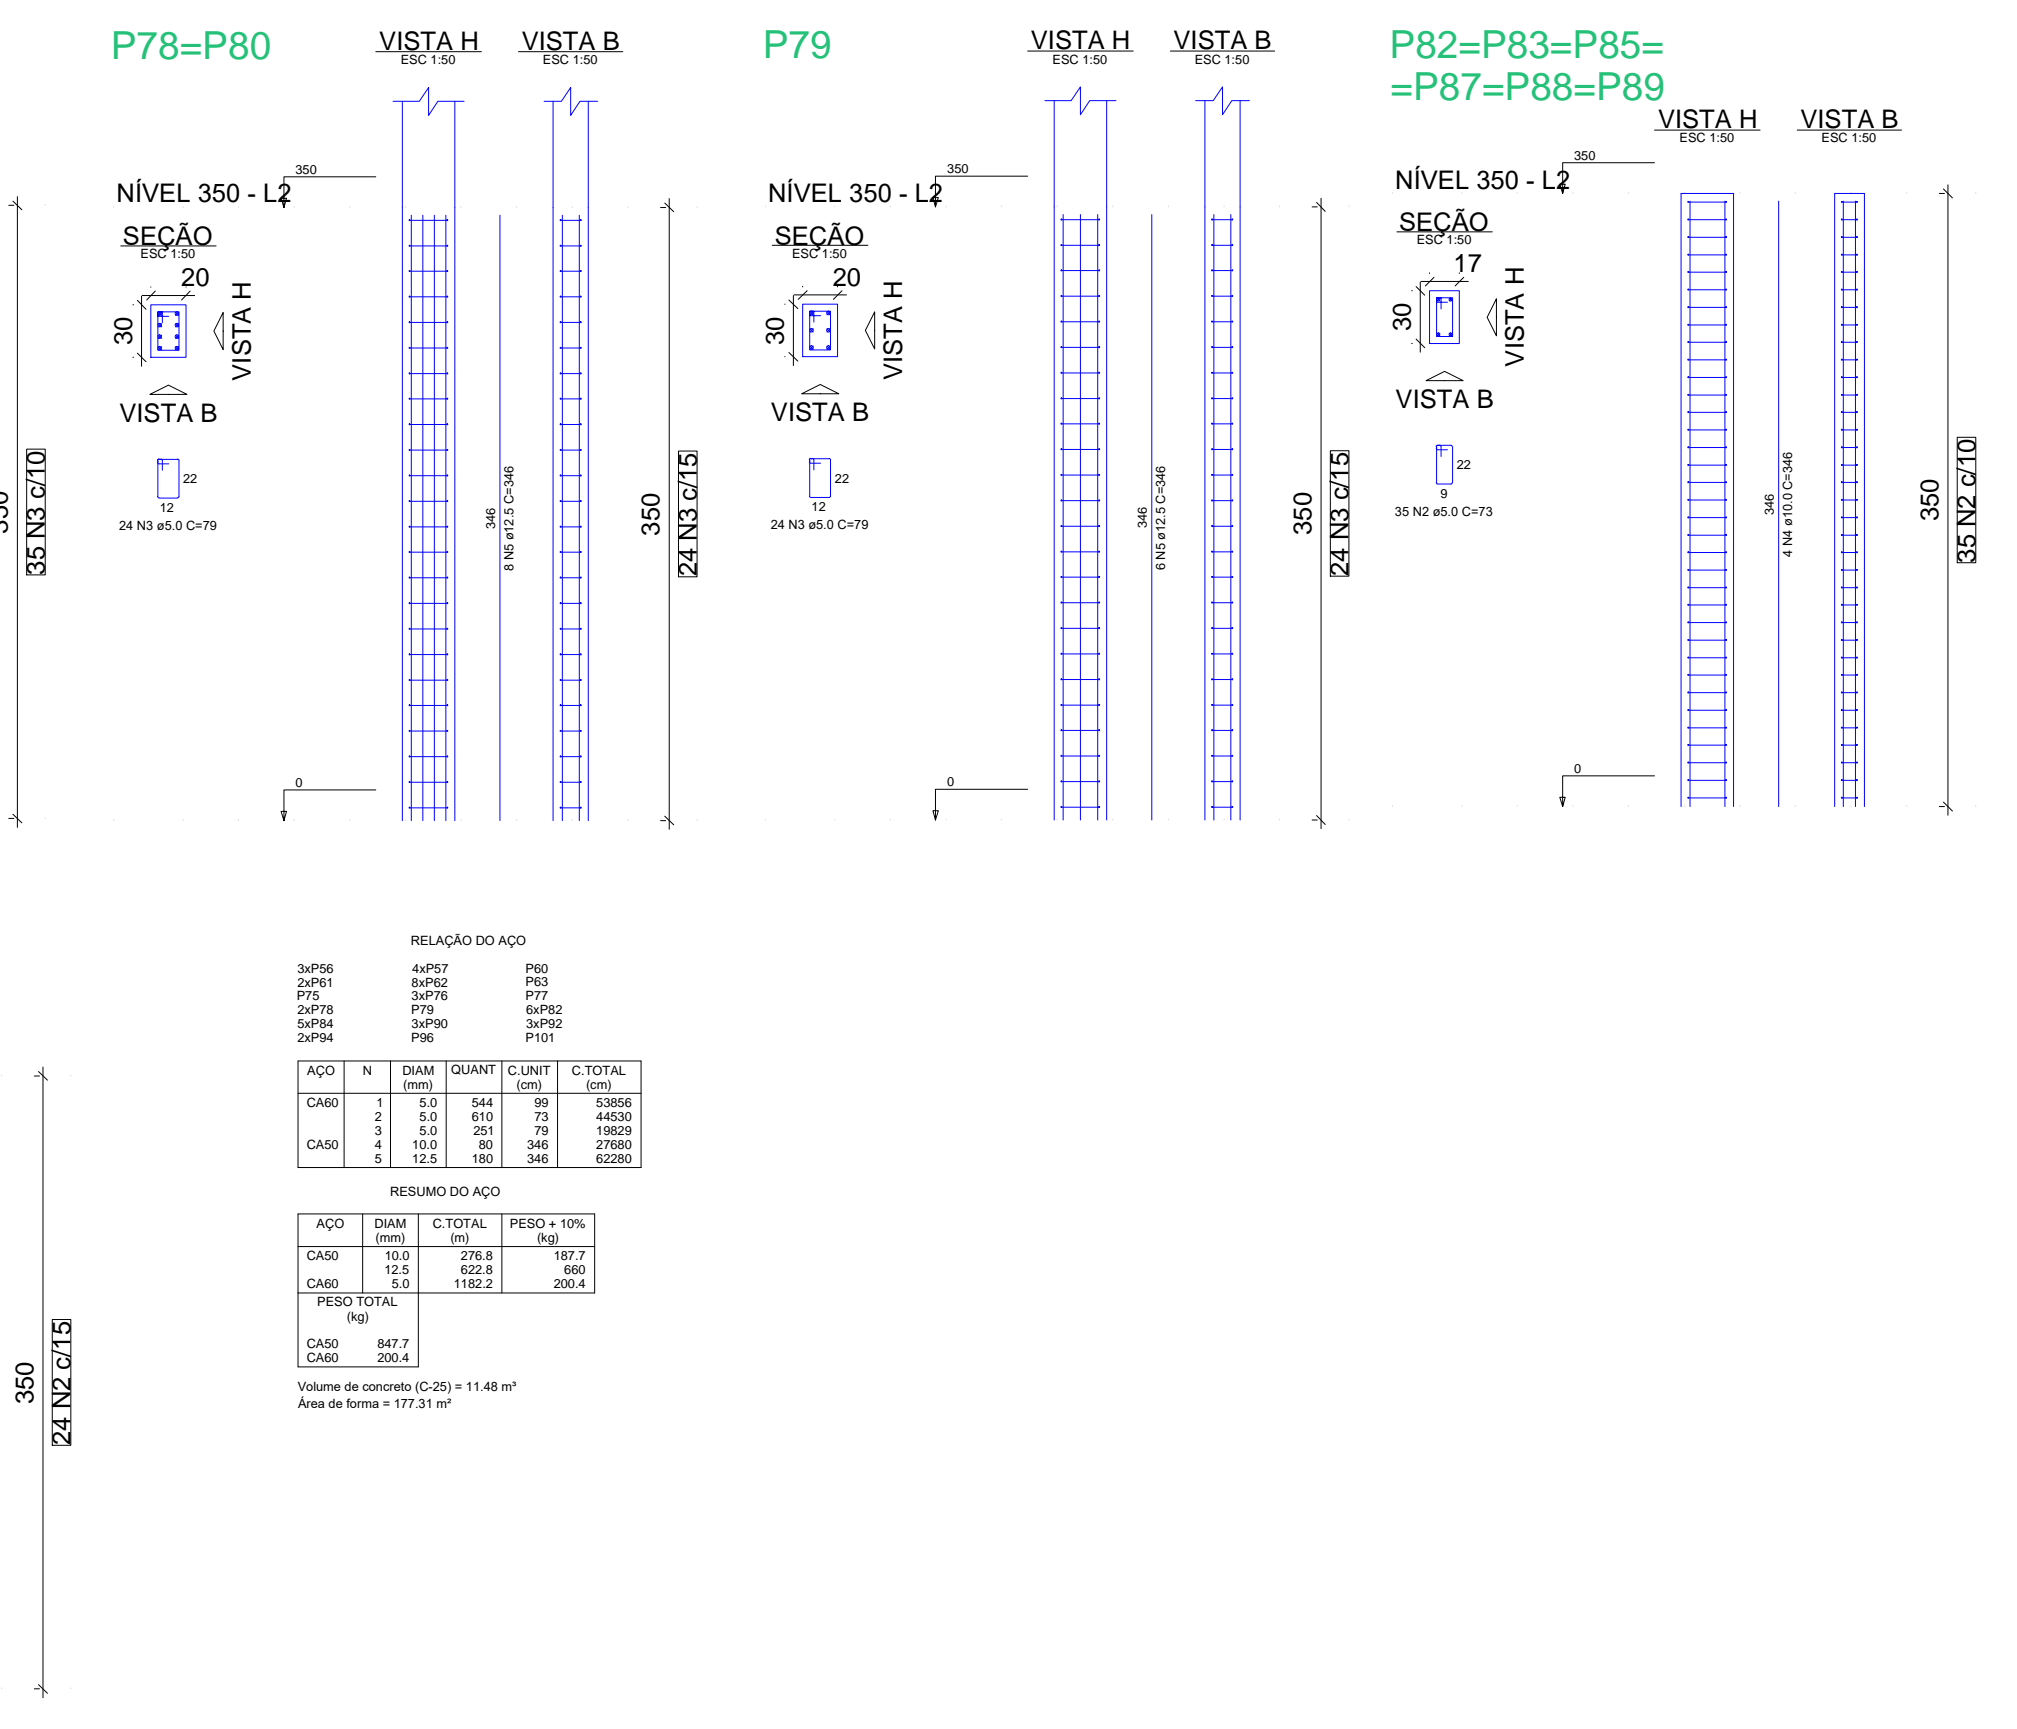 P78=P80
VISTA H
ESC 1:50
VISTA B
ESC 1:50
350
NÍVEL 350 - L2
SEÇÃO
ESC 1:50
20
30
VISTA H
VISTA B
22
12
24 N3 ø5.0 C=79
0
346
8 N5 ø12.5 C=346
350
24 N3 c/15
35 N3 c/10
P79
VISTA H
ESC 1:50
VISTA B
ESC 1:50
350
NÍVEL 350 - L2
SEÇÃO
ESC 1:50
20
30
VISTA H
VISTA B
22
12
24 N3 ø5.0 C=79
0
346
6 N5 ø12.5 C=346
350
24 N3 c/15
P82=P83=P85=
=P87=P88=P89
VISTA H
ESC 1:50
VISTA B
ESC 1:50
350
NÍVEL 350 - L2
SEÇÃO
ESC 1:50
17
30
VISTA H
VISTA B
22
9
35 N2 ø5.0 C=73
0
346
4 N4 ø10.0 C=346
350
35 N2 c/10
RELAÇÃO DO AÇO
3xP56 4xP57 P60
2xP61 8xP62 P63
P75 3xP76 P77
2xP78 P79 6xP82
5xP84 3xP90 3xP92
2xP94 P96 P101
AÇO N DIAM QUANT C.UNIT C.TOTAL
(mm) (cm) (cm)
CA60 1 5.0 544 99 53856
2 5.0 610 73 44530
3 5.0 251 79 19829
CA50 4 10.0 80 346 27680
5 12.5 180 346 62280
RESUMO DO AÇO
AÇO DIAM C.TOTAL PESO + 10%
(mm) (m) (kg)
CA50 10.0 276.8 187.7
12.5 622.8 660
CA60 5.0 1182.2 200.4
PESO TOTAL
(kg)
CA50 847.7
CA60 200.4
Volume de concreto (C-25) = 11.48 m³
Área de forma = 177.31 m²
350
24 N2 c/15